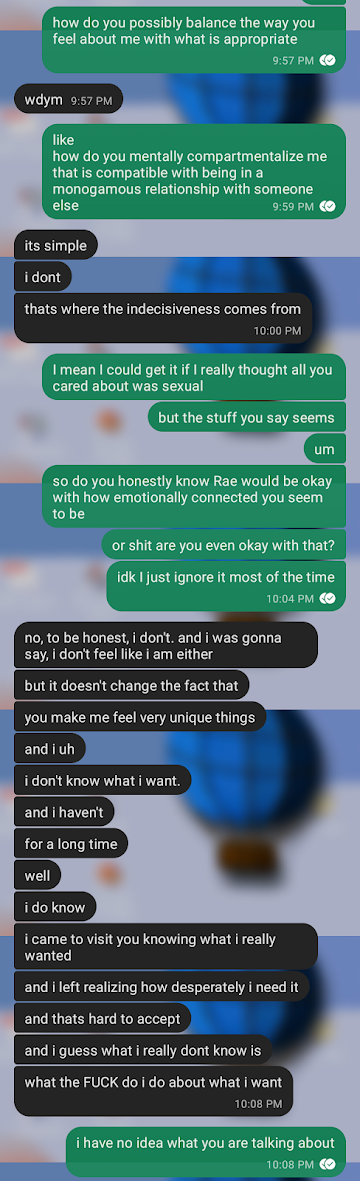 how do you possibly balance the way you
feel about me with what is appropriate
9:57 PM
wdym 9:57 PM
like
how do you mentally compartmentalize me
that is compatible with being in a
monogamous relationship with someone
else 9:59 PM
its simple
i dont
thats where the indecisiveness comes from
10:00 PM
I mean I could get it if I really thought all you
cared about was sexual
but the stuff you say seems
um
so do you honestly know Rae would be okay
with how emotionally connected you seem
to be
or shit are you even okay with that?
idk I just ignore it most of the time
10:04 PM
no, to be honest, i don't. and i was gonna
say, i don't feel like i am either
but it doesn't change the fact that
you make me feel very unique things
and i uh
i don't know what i want.
and i haven't
for a long time
well
i do know
i came to visit you knowing what i really
wanted
and i left realizing how desperately i need it
and thats hard to accept
and i guess what i really dont know is
what the FUCK do i do about what i want
10:08 PM
i have no idea what you are talking about
10:08 PM